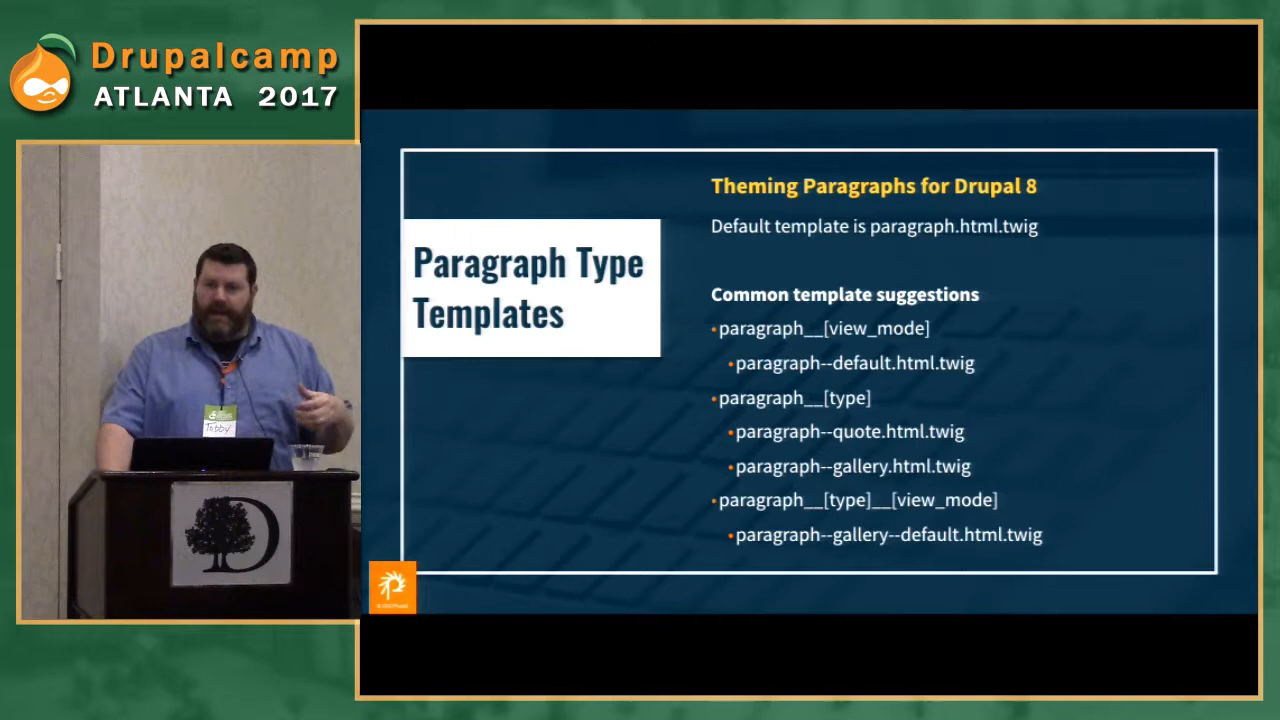 Drupalcamp
ATLANTA 2017
Tobby
D
Paragraph Type
Templates
Theming Paragraphs for Drupal 8
Default template is paragraph.html.twig
Common template suggestions
•paragraph__[view_mode]
•paragraph--default.html.twig
•paragraph__[type]
•paragraph--quote.html.twig
•paragraph--gallery.html.twig
•paragraph__[type]__[view_mode]
•paragraph--gallery--default.html.twig